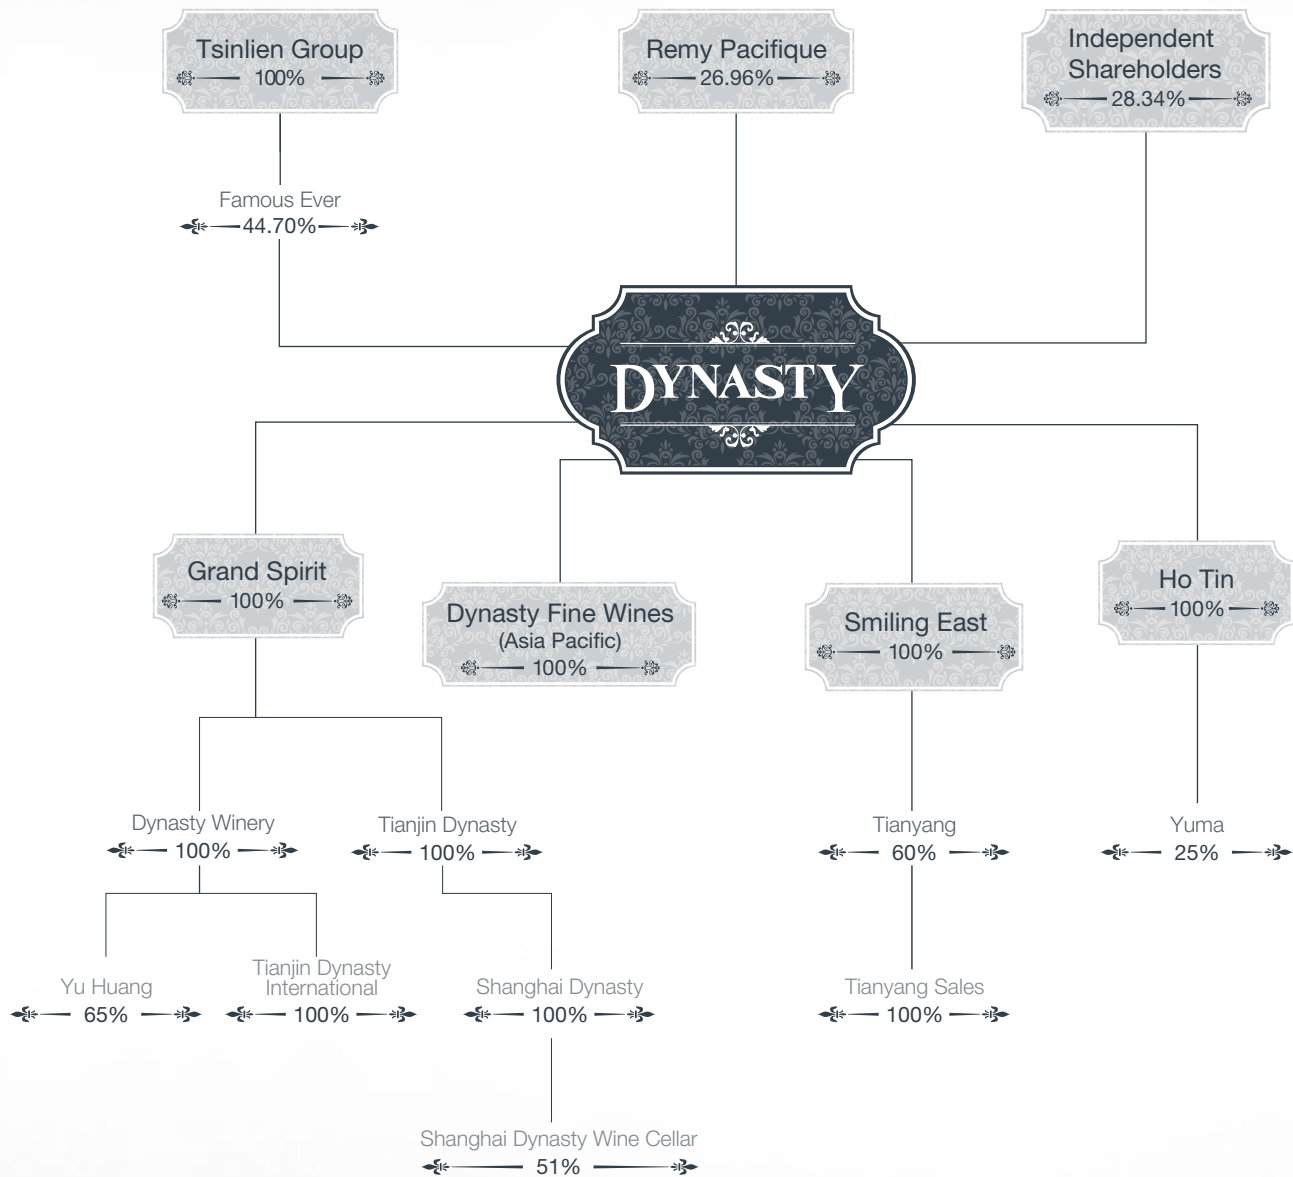 Tsinlien Group
100%
Remy Pacifique
26.96%
Independent
Shareholders
28.34%
Famous Ever
44.70%
DYNASTY
Grand Spirit
100%
Dynasty Fine Wines
(Asia Pacific)
100%
Smiling East
100%
Ho Tin
100%
Dynasty Winery
100%
Tianjin Dynasty
100%
Tianyang
60%
Yuma
25%
Yu Huang
65%
Tianjin Dynasty
International
100%
Shanghai Dynasty
100%
Tianyang Sales
100%
Shanghai Dynasty Wine Cellar
51%